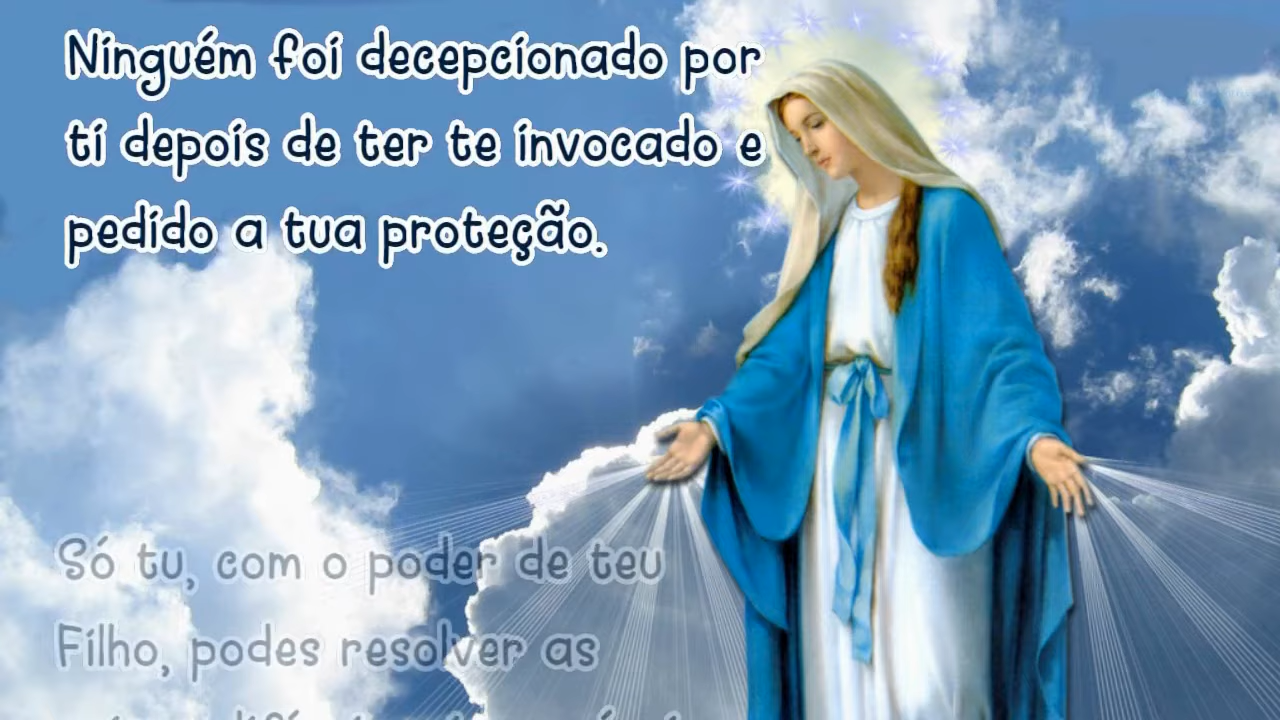 Ninguém foi decepcionado por
ti depois de ter te invocado e
pedido a tua proteção.
Só tu, com o poder de teu
Filho, podes resolver as